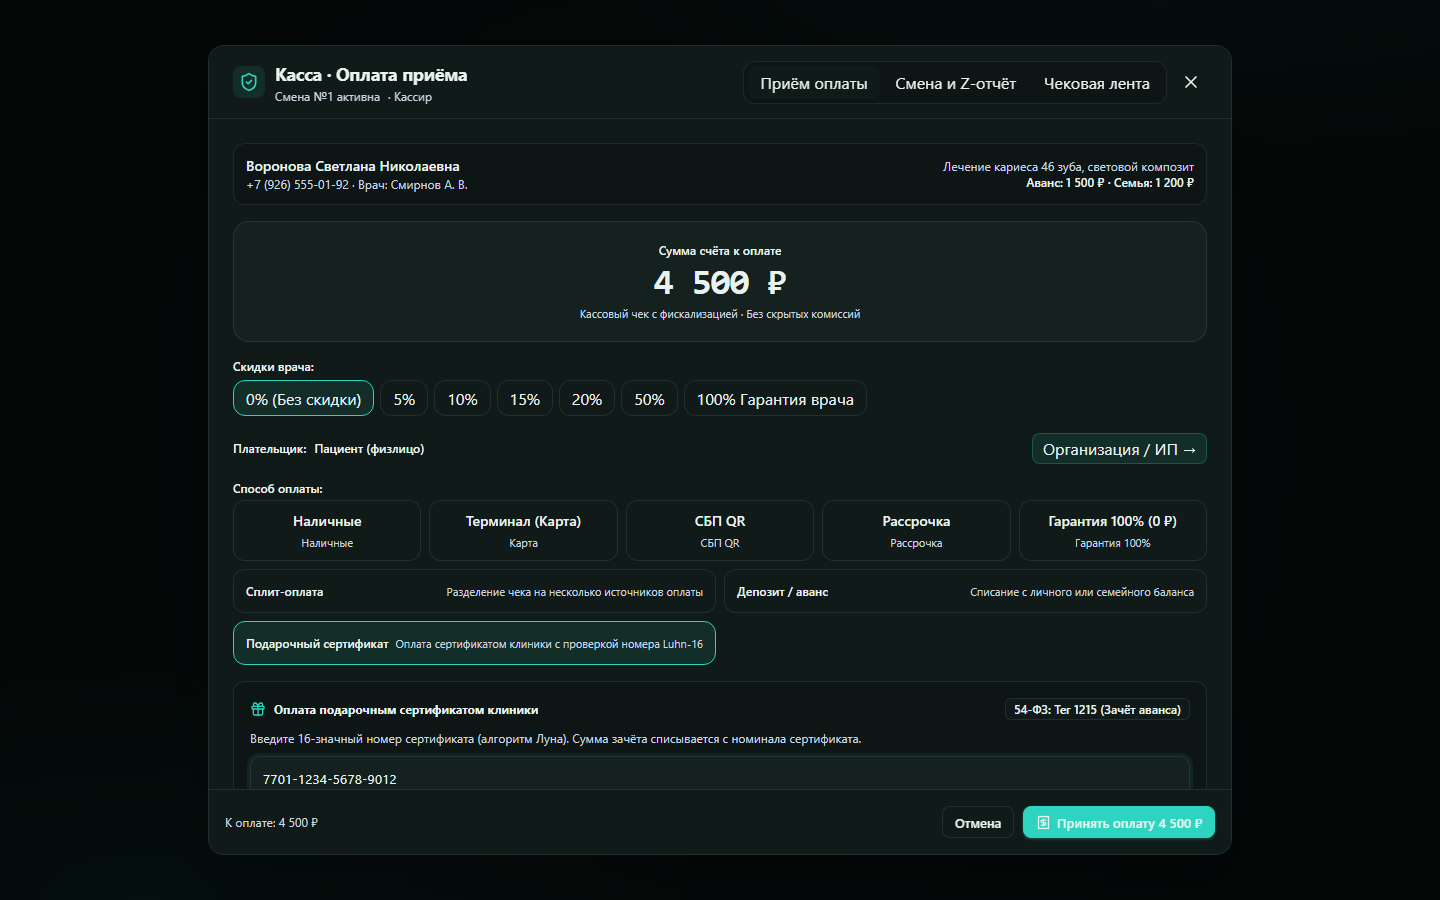 Касса · Оплата приёма
Смена №1 активна · Кассир
Приём оплаты
Смена и Z-отчёт
Чековая лента
Воронова Светлана Николаевна
+7 (926) 555-01-92 · Врач: Смирнов А. В.
Лечение кариеса 46 зуба, световой композит
Аванс: 1 500 ₽ · Семья: 1 200 ₽
Сумма счёта к оплате
4 500 ₽
Кассовый чек с фискализацией · Без скрытых комиссий
Скидки врача:
0% (Без скидки)
5%
10%
15%
20%
50%
100% Гарантия врача
Плательщик: Пациент (физлицо)
Организация / ИП →
Способ оплаты:
Наличные
Наличные
Терминал (Карта)
Карта
СБП QR
СБП QR
Рассрочка
Рассрочка
Гарантия 100% (0 ₽)
Гарантия 100%
Сплит-оплата
Разделение чека на несколько источников оплаты
Депозит / аванс
Списание с личного или семейного баланса
Подарочный сертификат
Оплата сертификатом клиники с проверкой номера Luhn-16
Оплата подарочным сертификатом клиники
54-ФЗ: Тег 1215 (Зачёт аванса)
Введите 16-значный номер сертификата (алгоритм Луна). Сумма зачёта списывается с номинала сертификата.
7701-1234-5678-9012
К оплате: 4 500 ₽
Отмена
Принять оплату 4 500 ₽